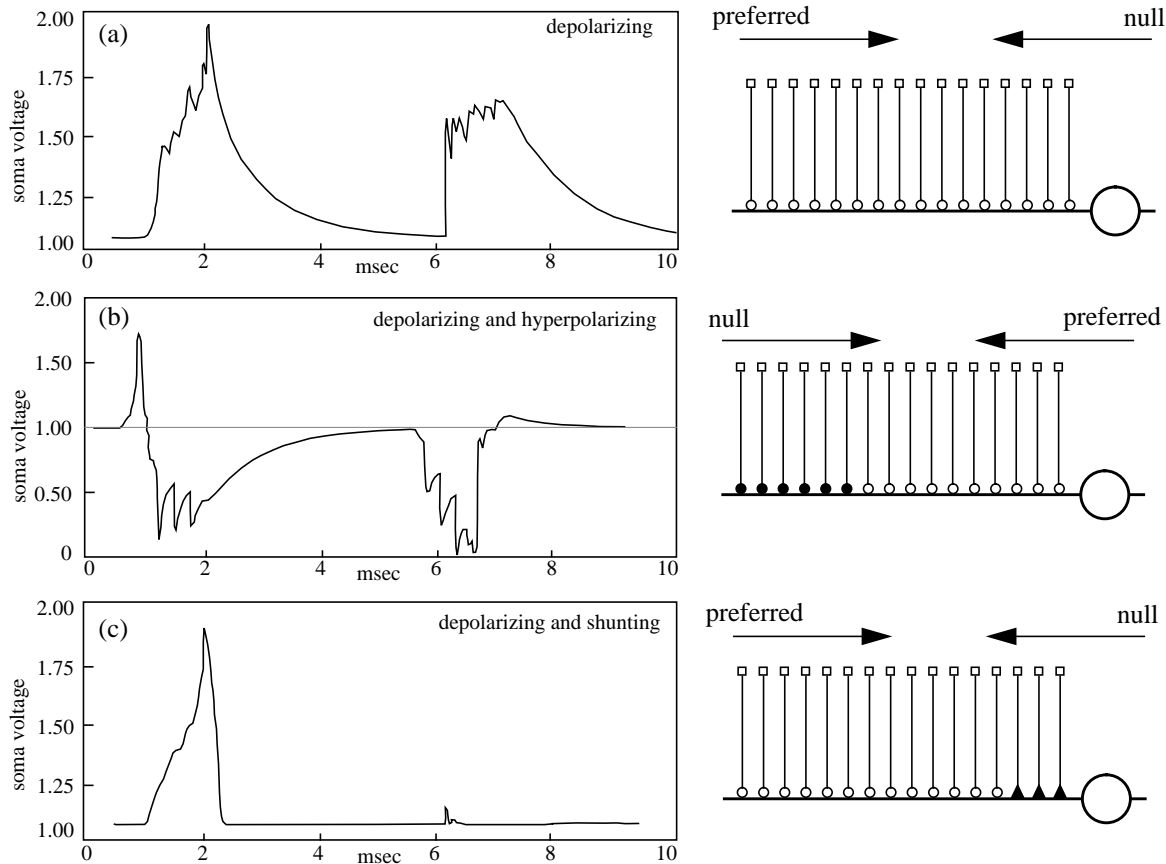 2.00
(a)
depolarizing
1.75
1.50
1.25
1.00
soma voltage
0 2 4 6 8 10
msec
preferred
null
2.00
(b)
depolarizing and hyperpolarizing
1.50
1.00
0.50
0
soma voltage
0 2 4 6 8 10
msec
null
preferred
2.00
(c)
depolarizing and shunting
1.75
1.50
1.25
1.00
soma voltage
0 2 4 6 8 10
msec
preferred
null